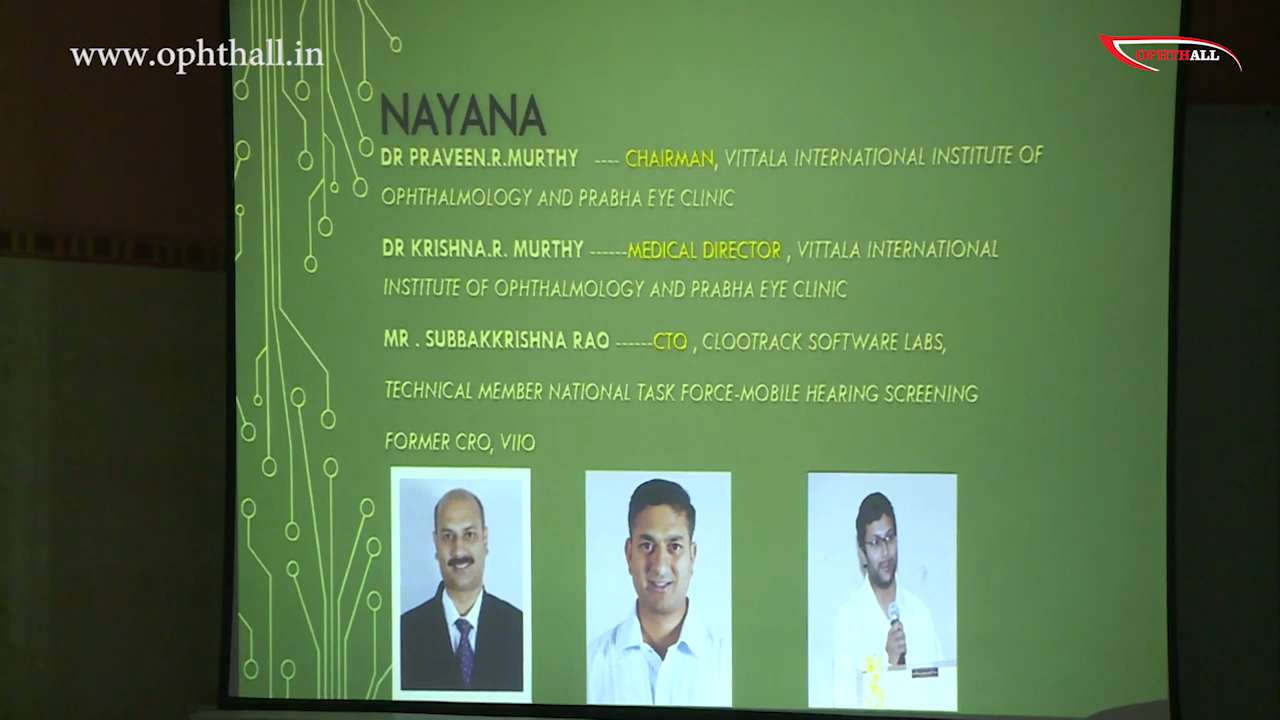 www.ophthall.in
OPHTHALL
NAYANA
DR PRAVEEN.R.MURTHY ---- CHAIRMAN, VITTALA INTERNATIONAL INSTITUTE OF
OPHTHALMOLOGY AND PRABHA EYE CLINIC
DR KRISHNA.R. MURTHY ------MEDICAL DIRECTOR , VITTALA INTERNATIONAL
INSTITUTE OF OPHTHALMOLOGY AND PRABHA EYE CLINIC
MR . SUBBAKKRISHNA RAO ------CTO , CLOOTRACK SOFTWARE LABS,
TECHNICAL MEMBER NATIONAL TASK FORCE-MOBILE HEARING SCREENING
FORMER CRO, VIIO